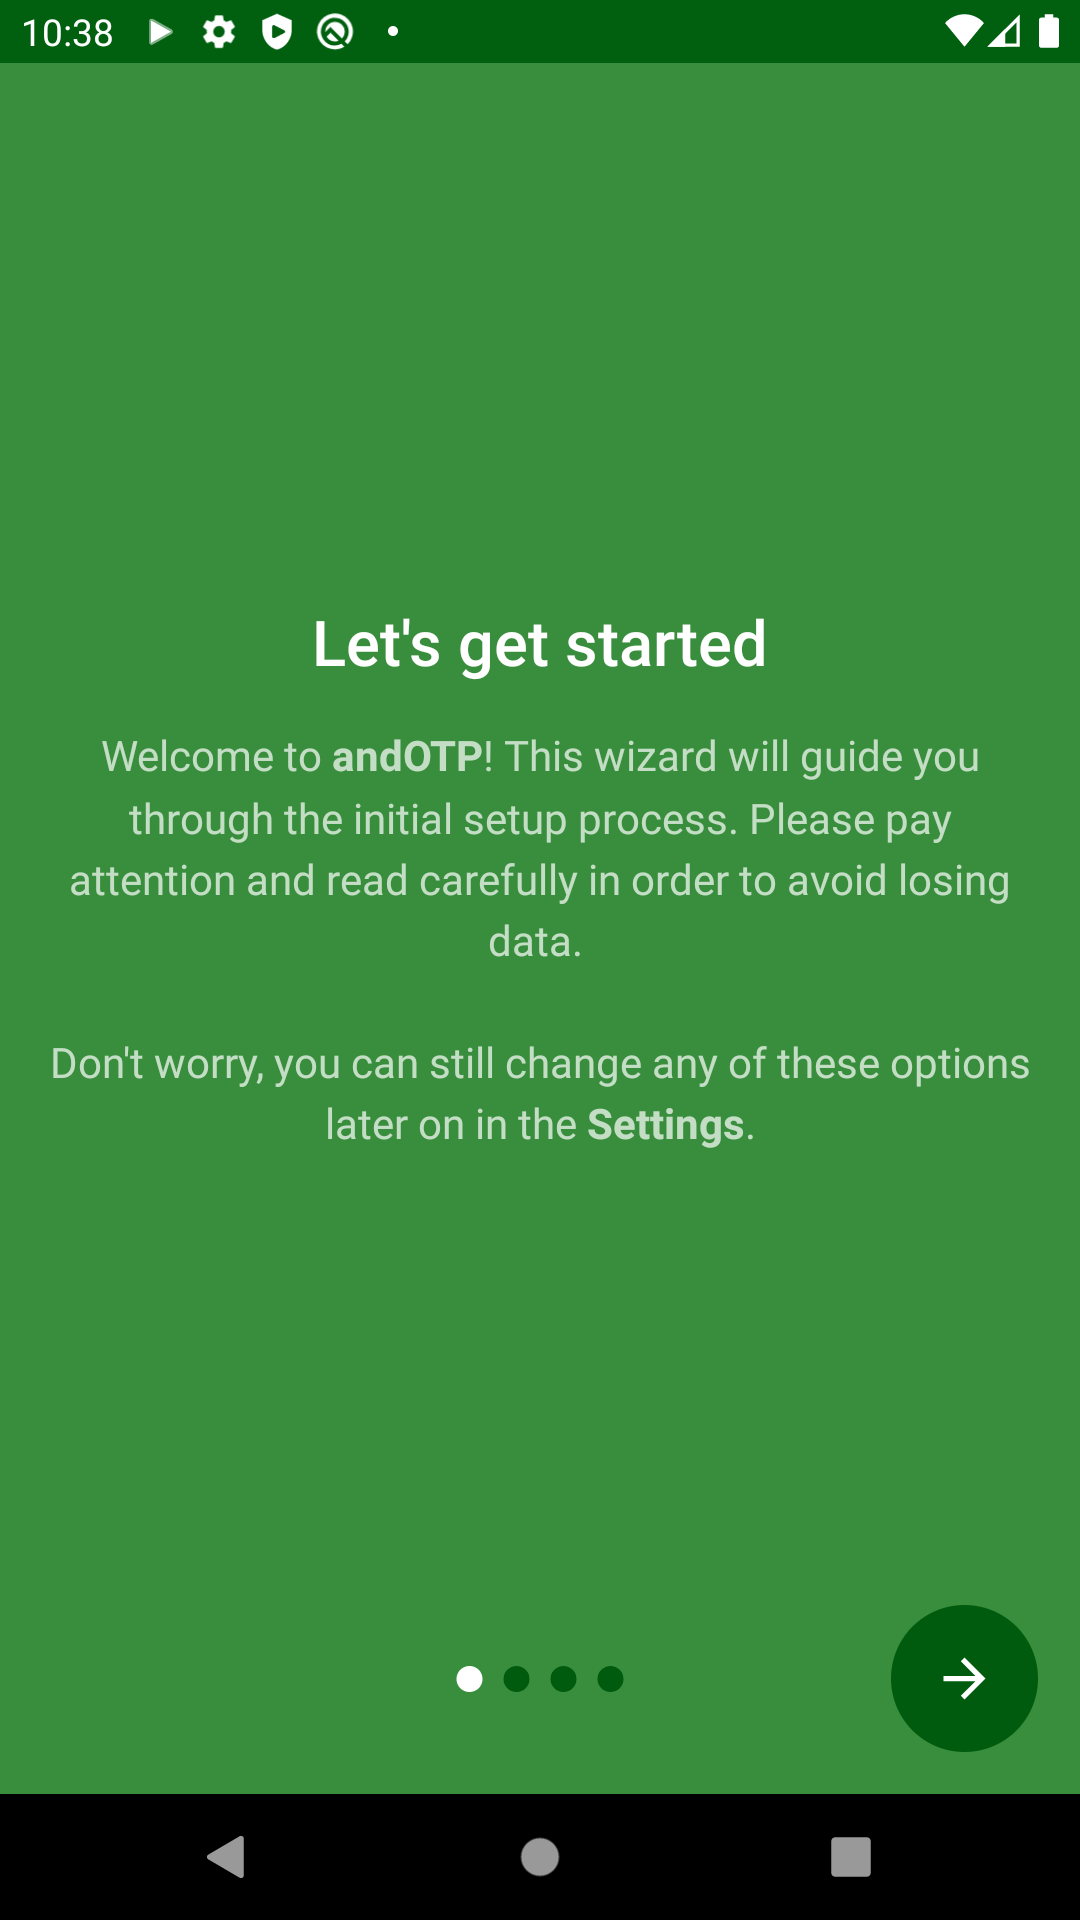 10:38
Let's get started
Welcome to andOTP! This wizard will guide you
through the initial setup process. Please pay
attention and read carefully in order to avoid losing
data.
Don't worry, you can still change any of these options
later on in the Settings.